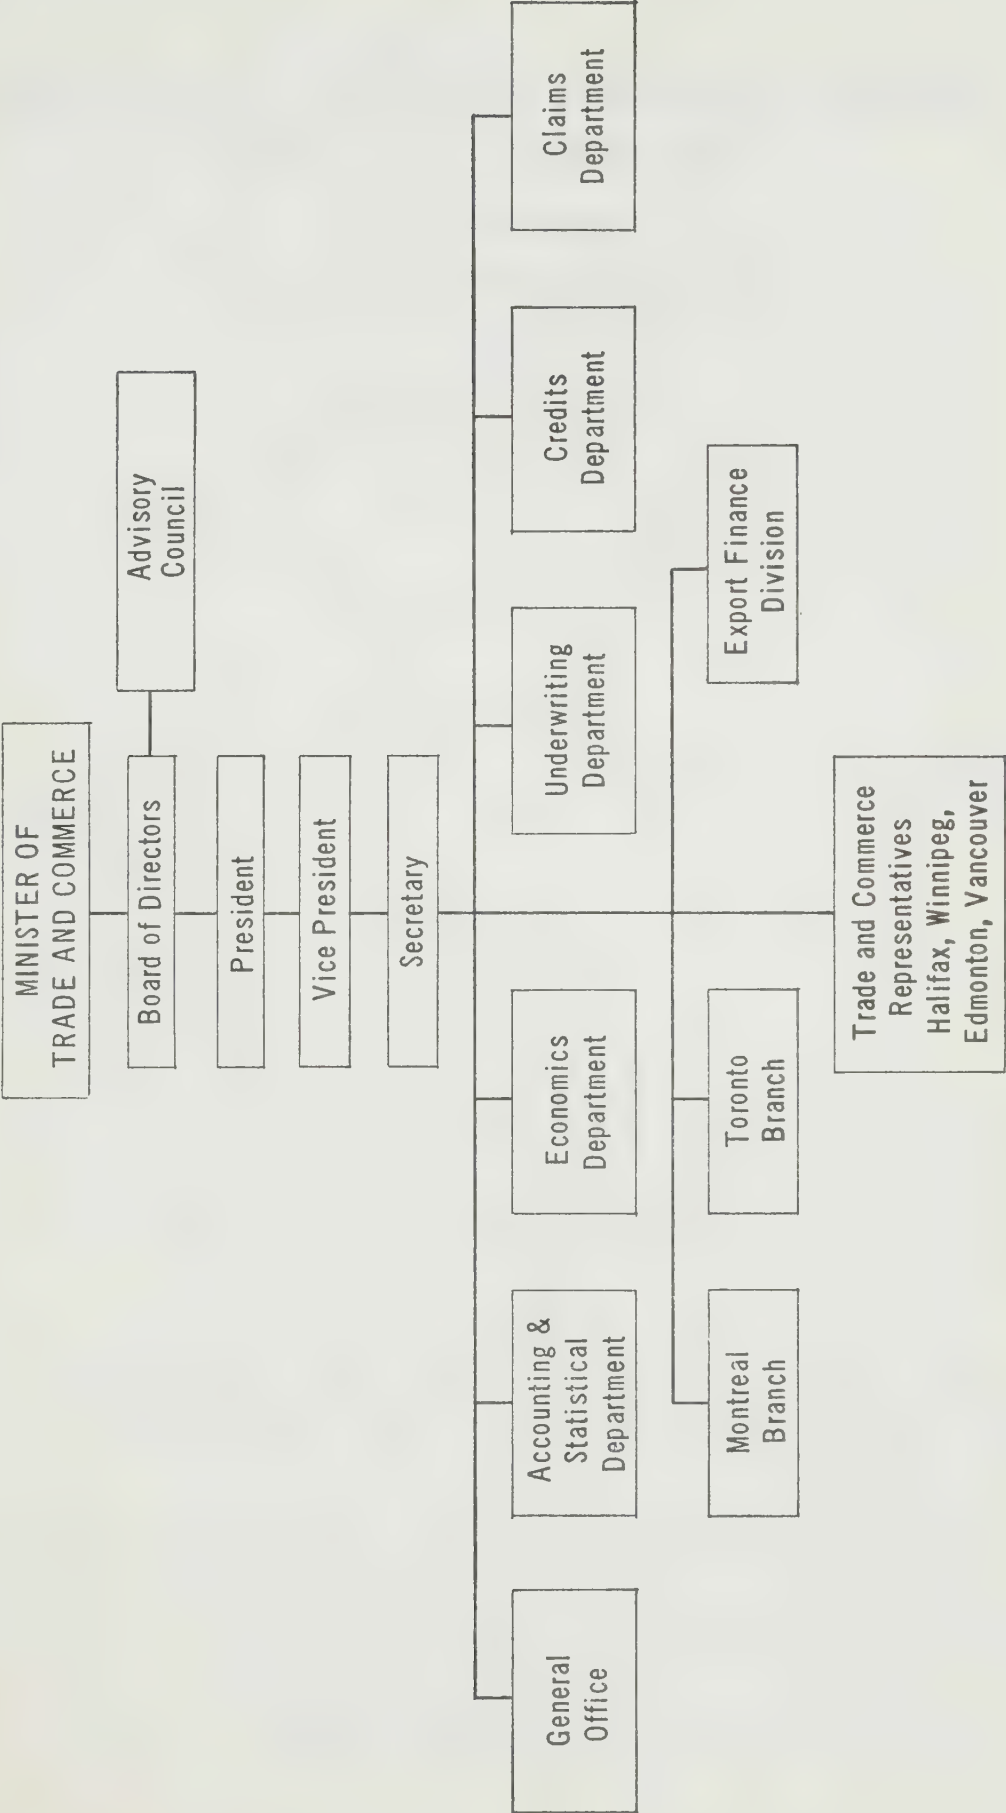 MINISTER OF
TRADE AND COMMERCE
Board of Directors
Advisory
Council
President
Vice President
Secretary
General
Office
Accounting &
Statistical
Department
Economics
Department
Underwriting
Department
Credits
Department
Claims
Department
Montreal
Branch
Toronto
Branch
Export Finance
Division
Trade and Commerce
Representatives
Halifax, Winnipeg,
Edmonton, Vancouver